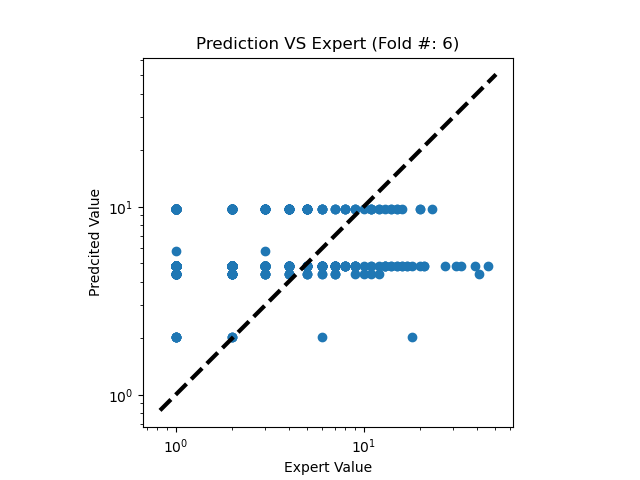 Prediction VS Expert (Fold #: 6)
Predcited Value
10¹
10⁰
10⁰ 10¹
Expert Value